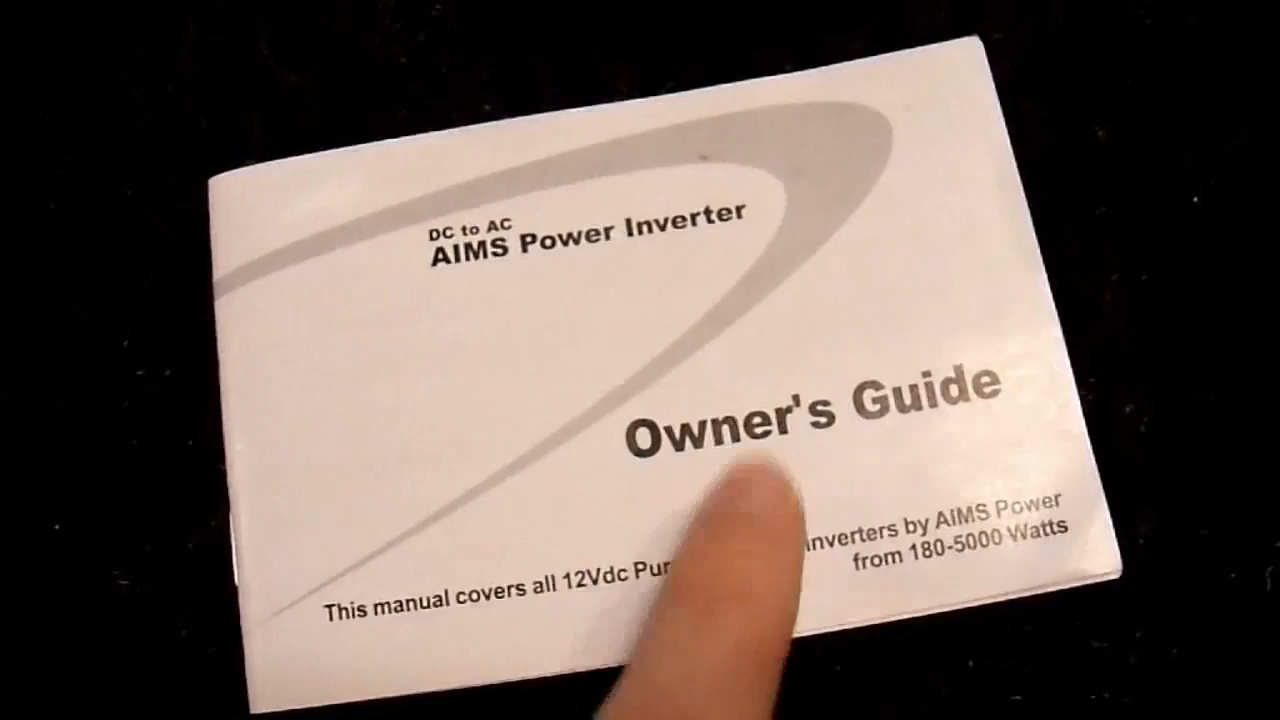 DC to AC
AIMS Power Inverter
Owner's Guide
This manual covers all 12Vdc Pur inverters by AIMS Power
from 180-5000 Watts